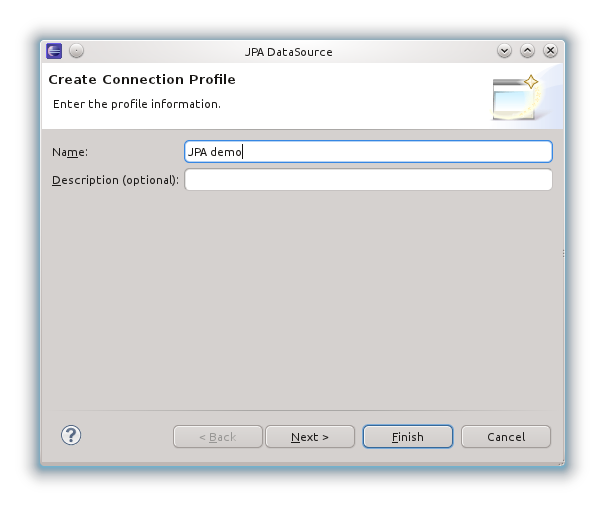 JPA DataSource
Create Connection Profile
Enter the profile information.
Name: JPA demo
Description (optional):
? < Back Next > Finish Cancel